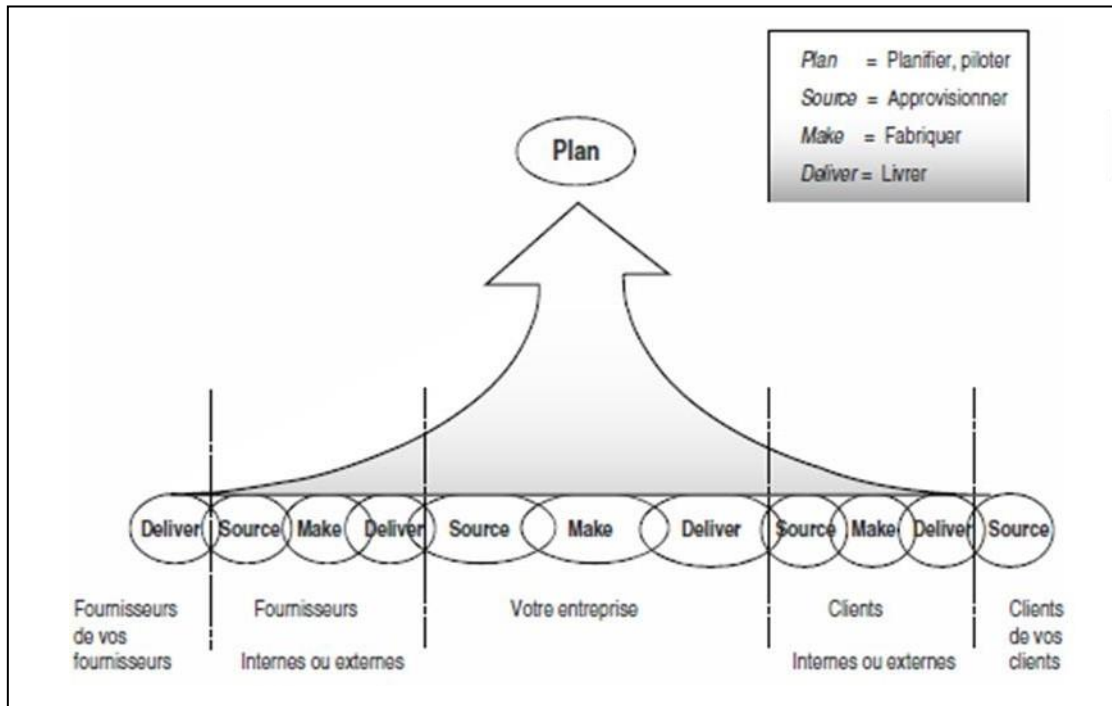 Plan = Planifier, piloter
Source = Approvisionner
Make = Fabriquer
Deliver = Livrer
Plan
Deliver Source Make Deliver Source Make Deliver Source Make Deliver Source
Fournisseurs
de vos
fournisseurs
Fournisseurs
Internes ou externes
Votre entreprise
Clients
Internes ou externes
Clients
de vos
clients